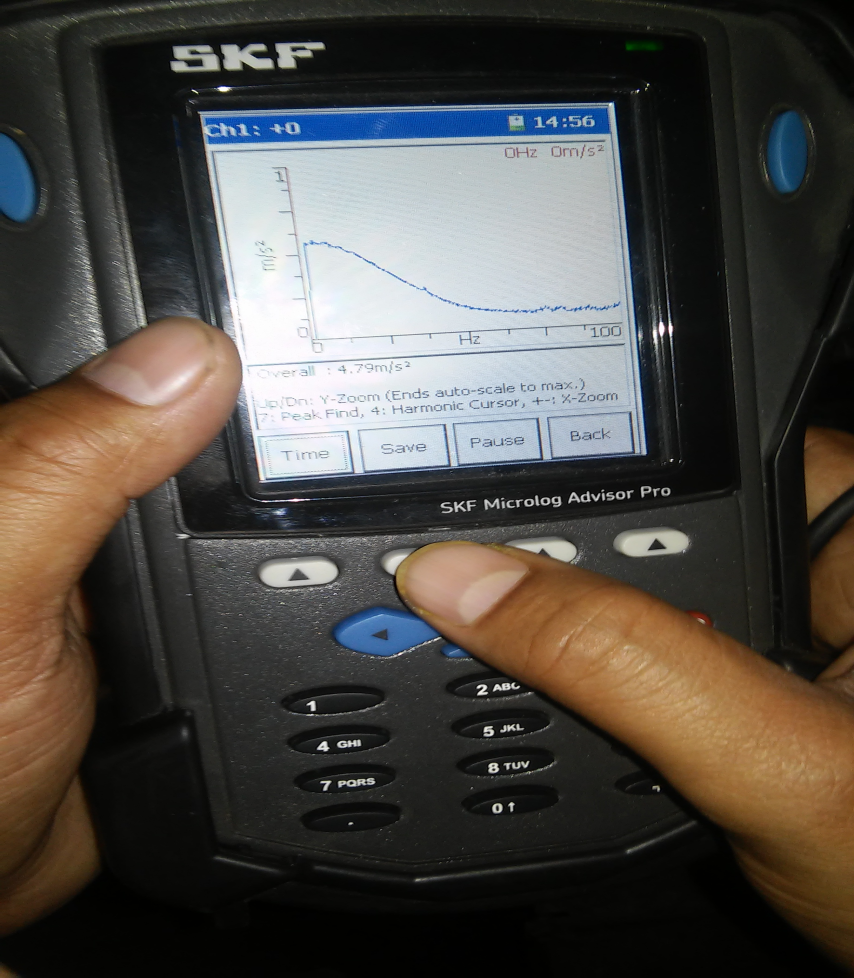 SKF
Ch1: +0 14:56
0Hz 0m/s²
1
m/s²
0
0 Hz 100
Overall : 4.79m/s²
Up/Dn: Y-Zoom (Ends auto-scale to max.)
7: Peak Find, 4: Harmonic Cursor, +-: X-Zoom
Time Save Pause Back
SKF Microlog Advisor Pro
1 2 ABC
4 GHI 5 JKL
7 PQRS 8 TUV
. 0 ↑